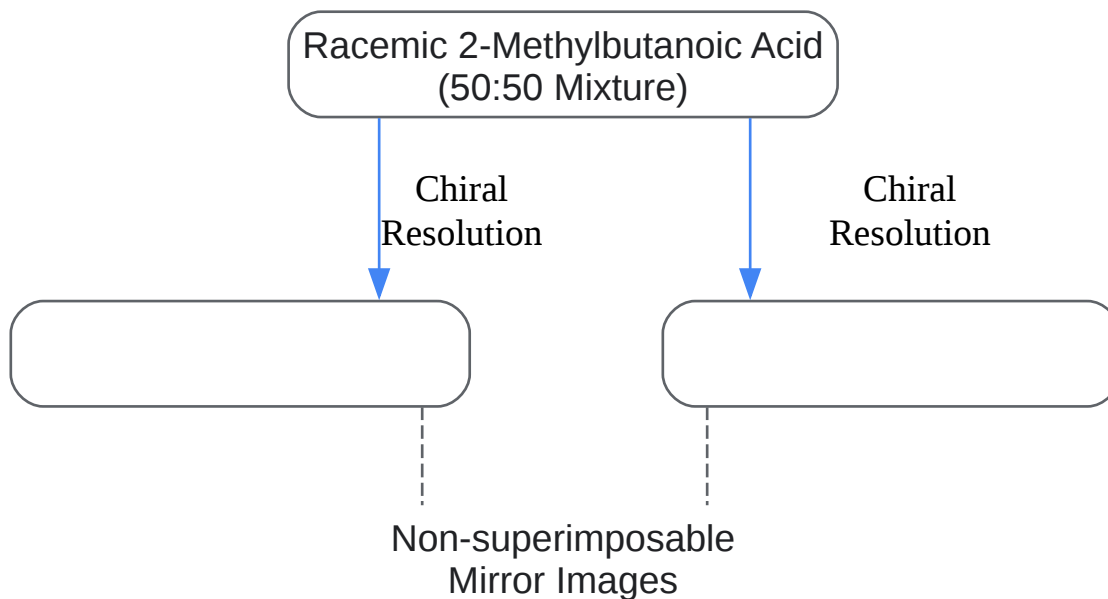 Racemic 2-Methylbutanoic Acid
(50:50 Mixture)
Chiral
Resolution
Chiral
Resolution
Non-superimposable
Mirror Images